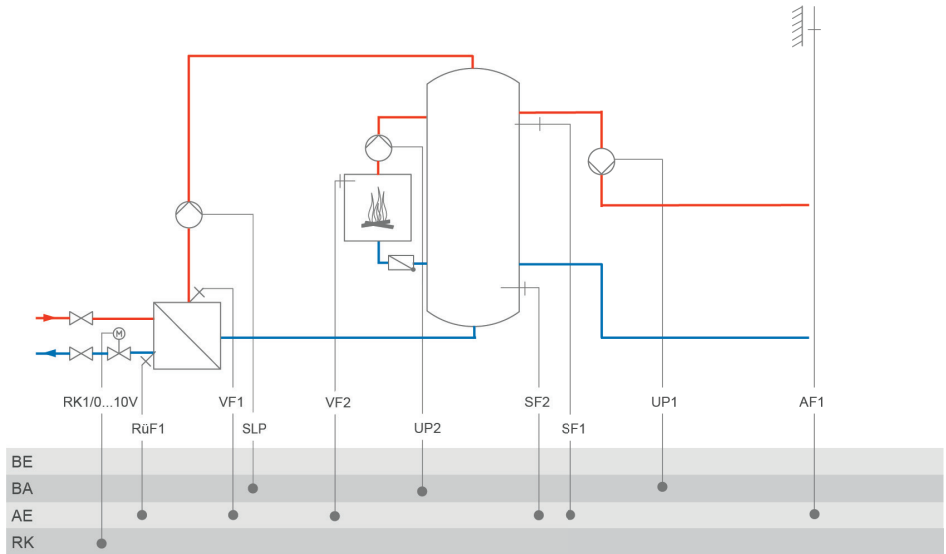 M
RK1/0...10V VF1 VF2 SF2 UP1 AF1
RüF1 SLP UP2 SF1
BE
BA
AE
RK